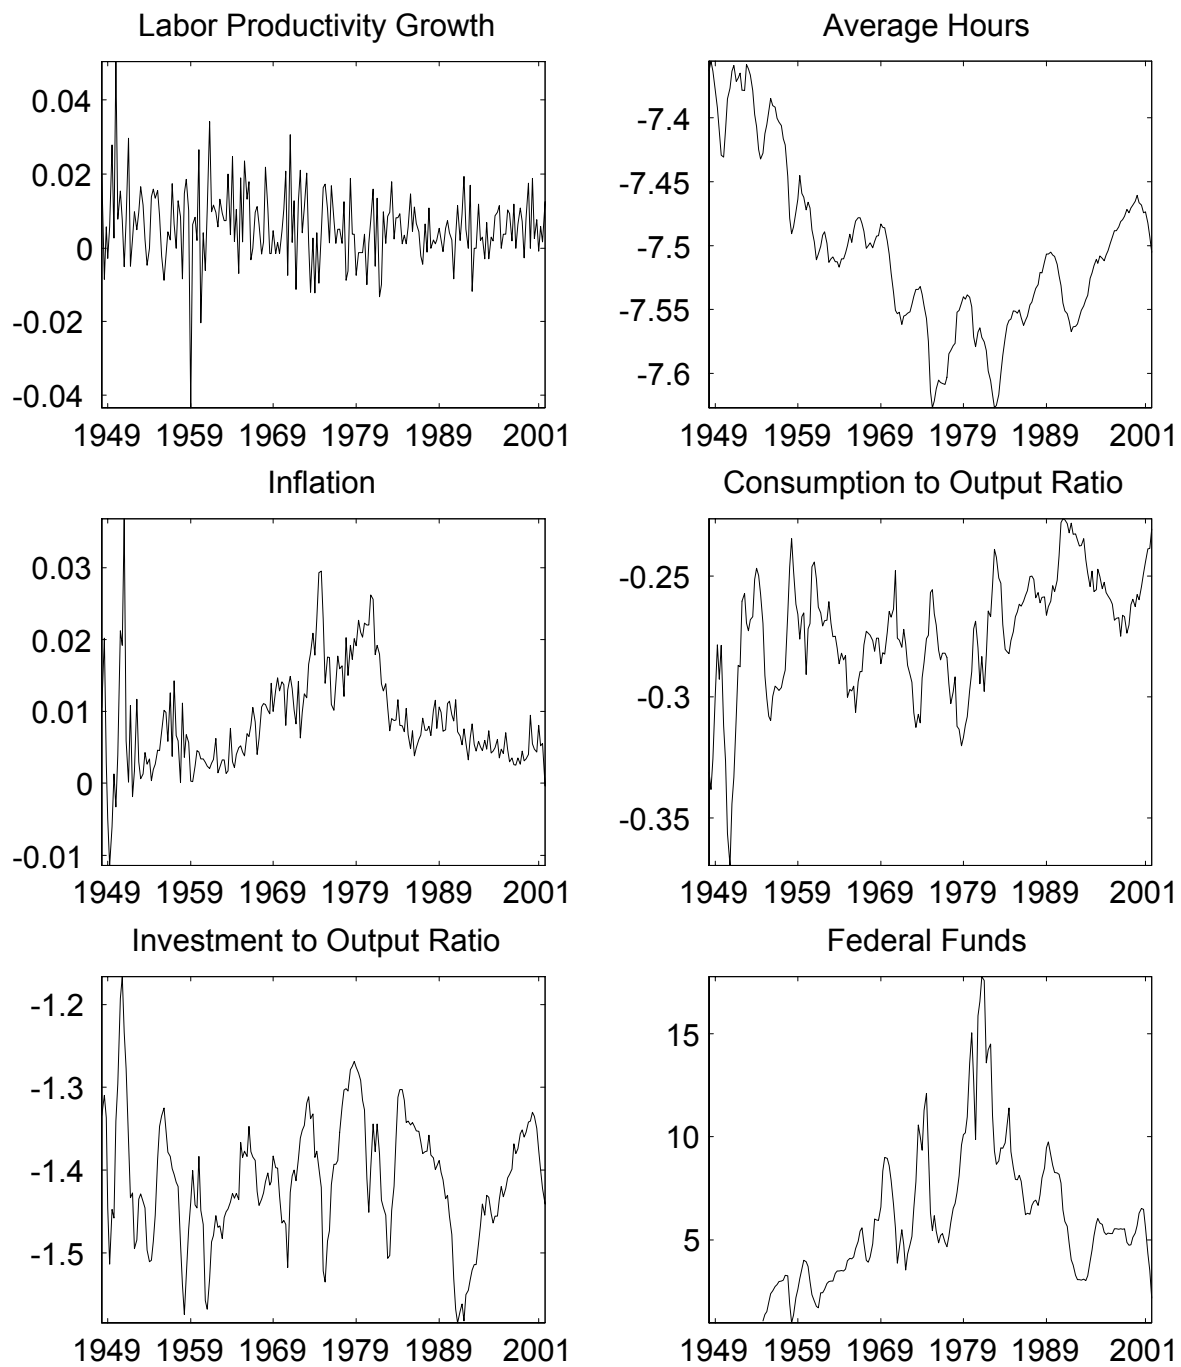 Labor Productivity Growth
0.04
0.02
0
-0.02
-0.04
1949 1959 1969 1979 1989 2001
Average Hours
-7.4
-7.45
-7.5
-7.55
-7.6
1949 1959 1969 1979 1989 2001
Inflation
0.03
0.02
0.01
0
-0.01
1949 1959 1969 1979 1989 2001
Consumption to Output Ratio
-0.25
-0.3
-0.35
1949 1959 1969 1979 1989 2001
Investment to Output Ratio
-1.2
-1.3
-1.4
-1.5
1949 1959 1969 1979 1989 2001
Federal Funds
15
10
5
1949 1959 1969 1979 1989 2001